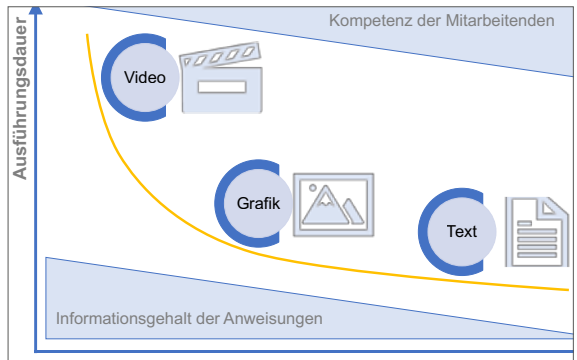 Kompetenz der Mitarbeitenden
Ausführungsdauer
Video
Grafik
Text
Informationsgehalt der Anweisungen